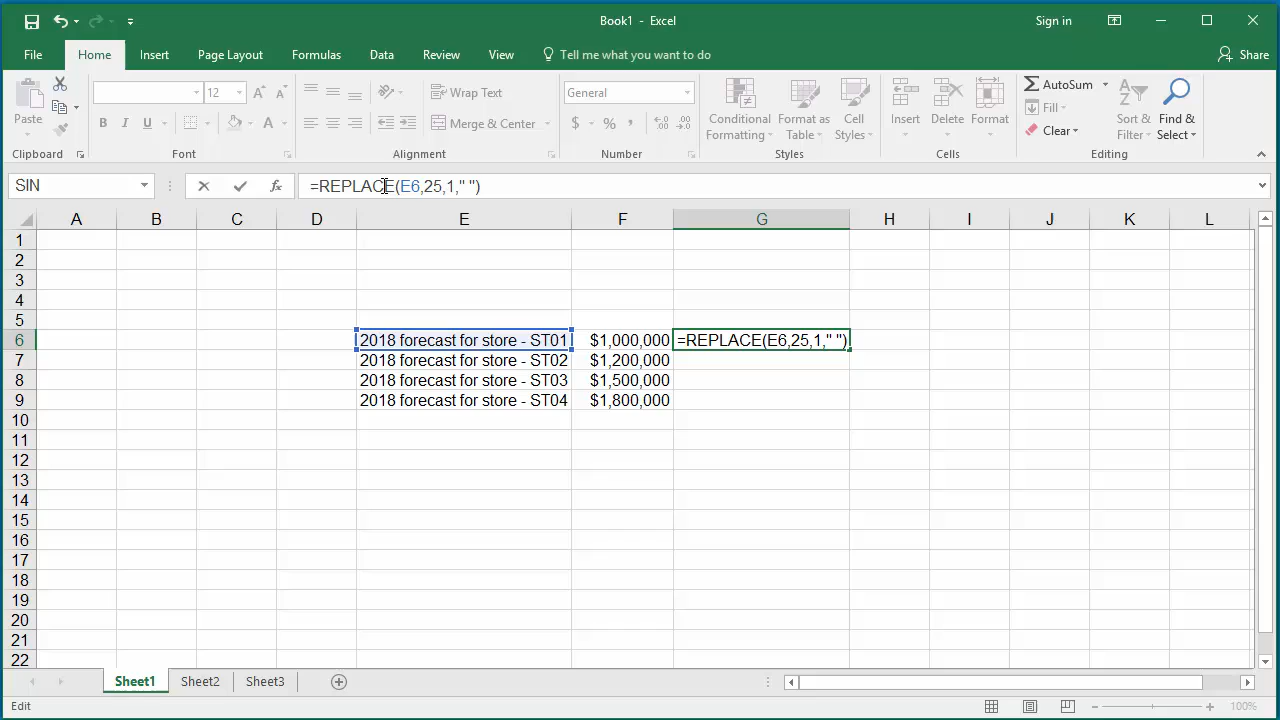 Book1 - Excel
Sign in
File Home Insert Page Layout Formulas Data Review View Tell me what you want to do Share
Paste
Clipboard
12
B I U A
Font
Wrap Text
Merge & Center
Alignment
General
$ % ,
Number
Conditional Formatting
Format as Table
Cell Styles
Styles
Insert
Delete
Format
Cells
AutoSum
Fill
Clear
Sort & Filter
Find & Select
Editing
SIN
fx
=REPLACE(E6,25,1," ")
A B C D E F G H I J K L
1
2
3
4
5
6 2018 forecast for store - ST01 $1,000,000 =REPLACE(E6,25,1," ")
7 2018 forecast for store - ST02 $1,200,000
8 2018 forecast for store - ST03 $1,500,000
9 2018 forecast for store - ST04 $1,800,000
10
11
12
13
14
15
16
17
18
19
20
21
22
Sheet1 Sheet2 Sheet3
Edit
100%